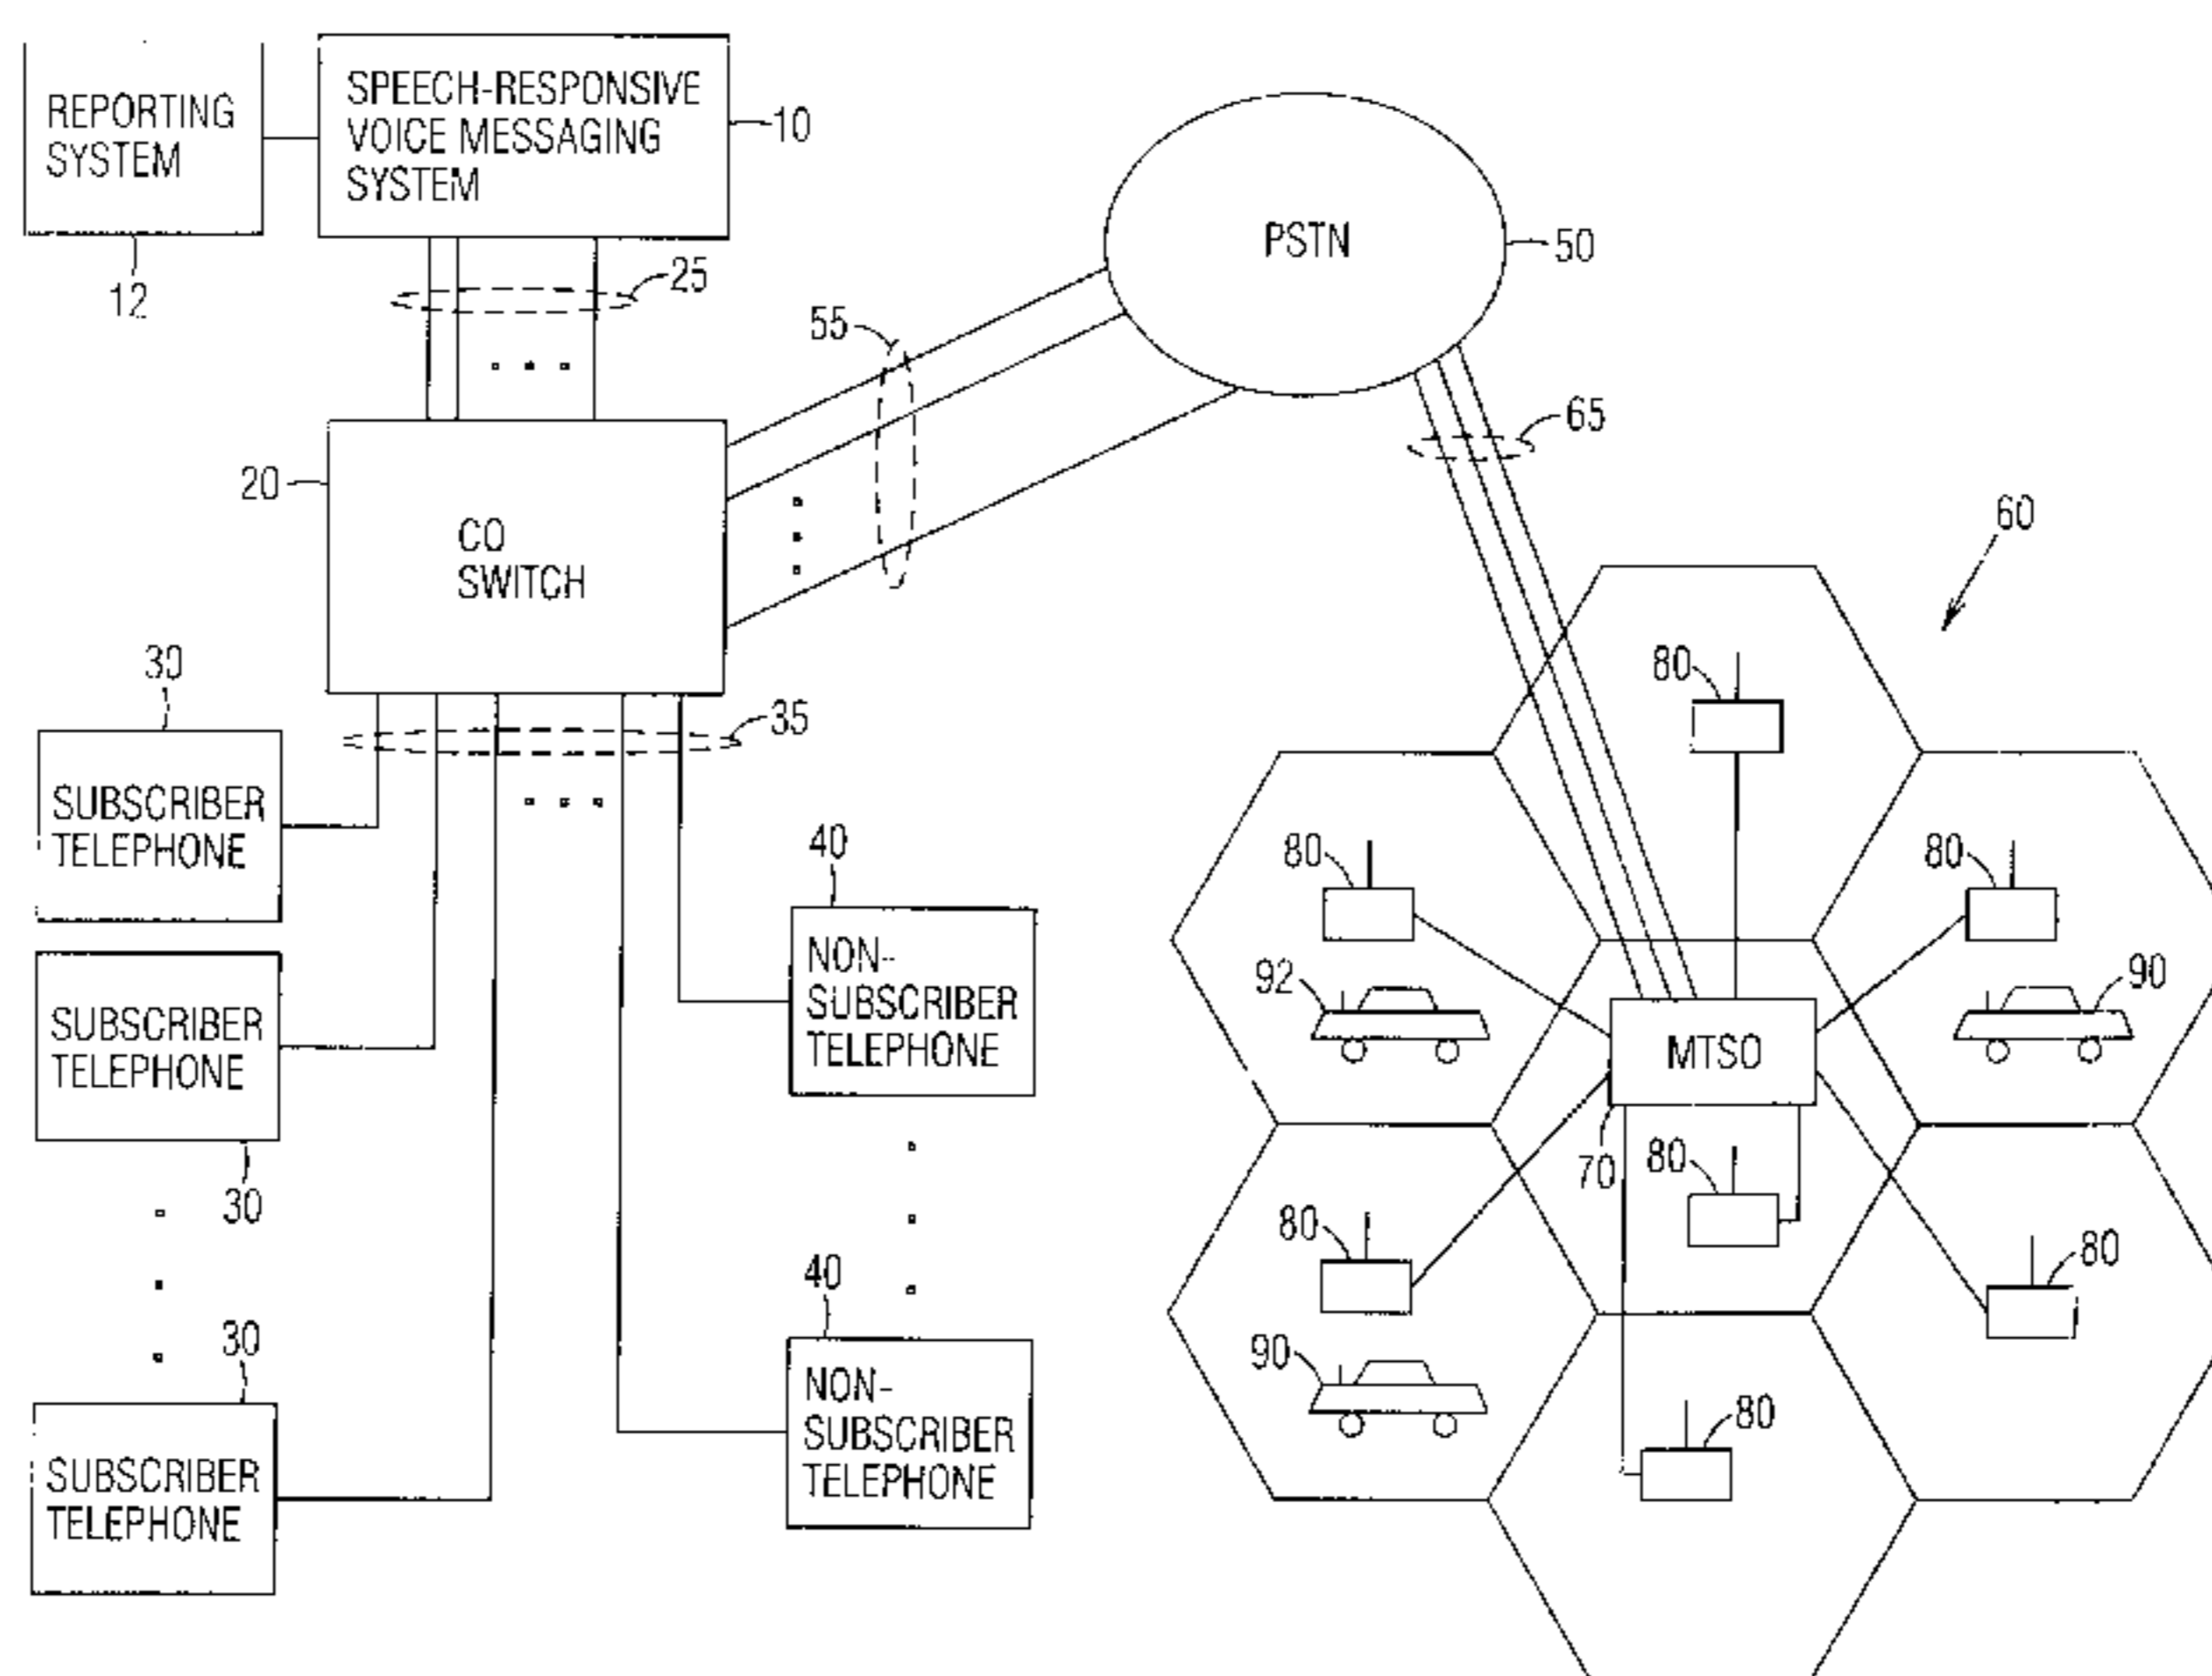 REPORTING
SYSTEM
12
SPEECH-RESPONSIVE
VOICE MESSAGING
SYSTEM
10
25
PSTN
50
55
65
20
CO
SWITCH
60
30
35
SUBSCRIBER
TELEPHONE
SUBSCRIBER
TELEPHONE
30
30
SUBSCRIBER
TELEPHONE
40
NON-
SUBSCRIBER
TELEPHONE
40
NON-
SUBSCRIBER
TELEPHONE
80
80
80
92
90
MTSO
70
80
80
80
90
80